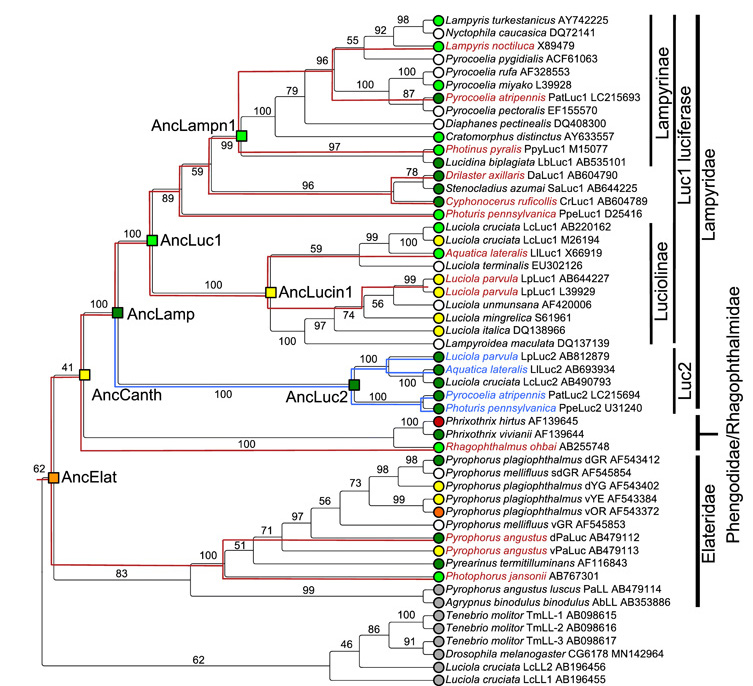 Lampyris turkestanicus AY742225
Nyctophila caucasica DQ72141
Lampyris noctiluca X89479
Pyrocoelia pygidialis ACF61063
Pyrocoelia rufa AF328553
Pyrocoelia miyako L39928
Pyrocoelia atripennis PatLuc1 LC215693
Pyrocoelia pectoralis EF155570
Diaphanes pectinealis DQ408300
Cratomorphus distinctus AY633557
Photinus pyralis PpyLuc1 M15077
Lucidina biplagiata LbLuc1 AB535101
Drilaster axillaris DaLuc1 AB604790
Stenocladius azumai SaLuc1 AB644225
Cyphonocerus ruficollis CrLuc1 AB604789
Photuris pennsylvanica PpeLuc1 D25416
Luciola cruciata LcLuc1 AB220162
Luciola cruciata LcLuc1 M26194
Aquatica lateralis LlLuc1 X66919
Luciola terminalis EU302126
Luciola parvula LpLuc1 AB644227
Luciola parvula LpLuc1 L39929
Luciola unmunsana AF420006
Luciola mingrelica S61961
Luciola italica DQ138966
Lampyroidea maculata DQ137139
Luciola parvula LpLuc2 AB812879
Aquatica lateralis LlLuc2 AB693934
Luciola cruciata LcLuc2 AB490793
Pyrocoelia atripennis PatLuc2 LC215694
Photuris pennsylvanica PpeLuc2 U31240
Phrixothrix hirtus AF139645
Phrixothrix vivianii AF139644
Rhagophthalmus ohbai AB255748
Pyrophorus plagiophthalmus dGR AF543412
Pyrophorus mellifluus sdGR AF545854
Pyrophorus plagiophthalmus dYG AF543402
Pyrophorus plagiophthalmus vYE AF543384
Pyrophorus plagiophthalmus vOR AF543372
Pyrophorus mellifluus vGR AF545853
Pyrophorus angustus dPaLuc AB479112
Pyrophorus angustus vPaLuc AB479113
Pyrearinus termitilluminans AF116843
Photophorus jansonii AB767301
Pyrophorus angustus luscus PaLL AB479114
Agrypnus binodulus binodulus AbLL AB353886
Tenebrio molitor TmLL-1 AB098615
Tenebrio molitor TmLL-2 AB098616
Tenebrio molitor TmLL-3 AB098617
Drosophila melanogaster CG6178 MN142964
Luciola cruciata LcLL2 AB196456
Luciola cruciata LcLL1 AB196455
AncLampn1
AncLuc1
AncLucin1
AncLamp
AncCanth
AncLuc2
AncElat
98
92
55
96
100
87
79
100
99
97
59
78
96
89
100
99
100
59
100
99
56
74
97
100
100
100
100
100
100
41
100
100
62
98
98
73
99
56
97
71
51
100
83
99
100
86
91
46
62
Lampyrinae
Luciolinae
Luc1 luciferase
Luc2
Lampyridae
Phengodidae/Rhagophthalmidae
Elateridae